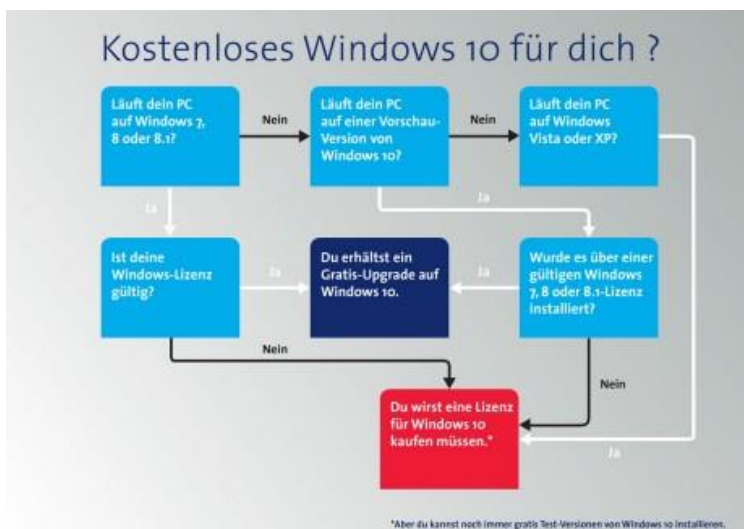 Kostenloses Windows 10 für dich ?
Läuft dein PC
auf Windows 7,
8 oder 8.1?
Nein
Läuft dein PC
auf einer Vorschau-
Version von
Windows 10?
Nein
Läuft dein PC
auf Windows
Vista oder XP?
Ja
Ja
Ist deine
Windows-Lizenz
gültig?
Ja
Du erhältst ein
Gratis-Upgrade auf
Windows 10.
Ja
Wurde es über einer
gültigen Windows
7, 8 oder 8.1-Lizenz
installiert?
Nein
Nein
Du wirst eine Lizenz
für Windows 10
kaufen müssen.*
Ja
*Aber du kannst noch immer gratis Test-Versionen von Windows 10 installieren.